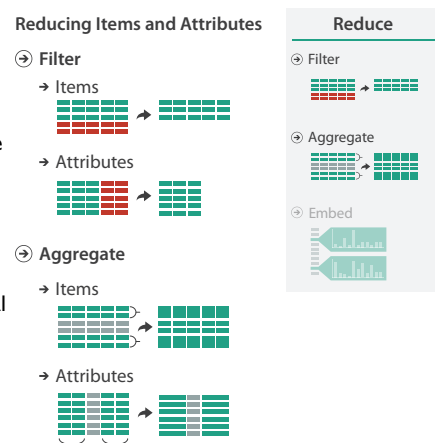 Reducing Items and Attributes
Filter
Items
Attributes
Aggregate
Items
Attributes
Reduce
Filter
Aggregate
Embed